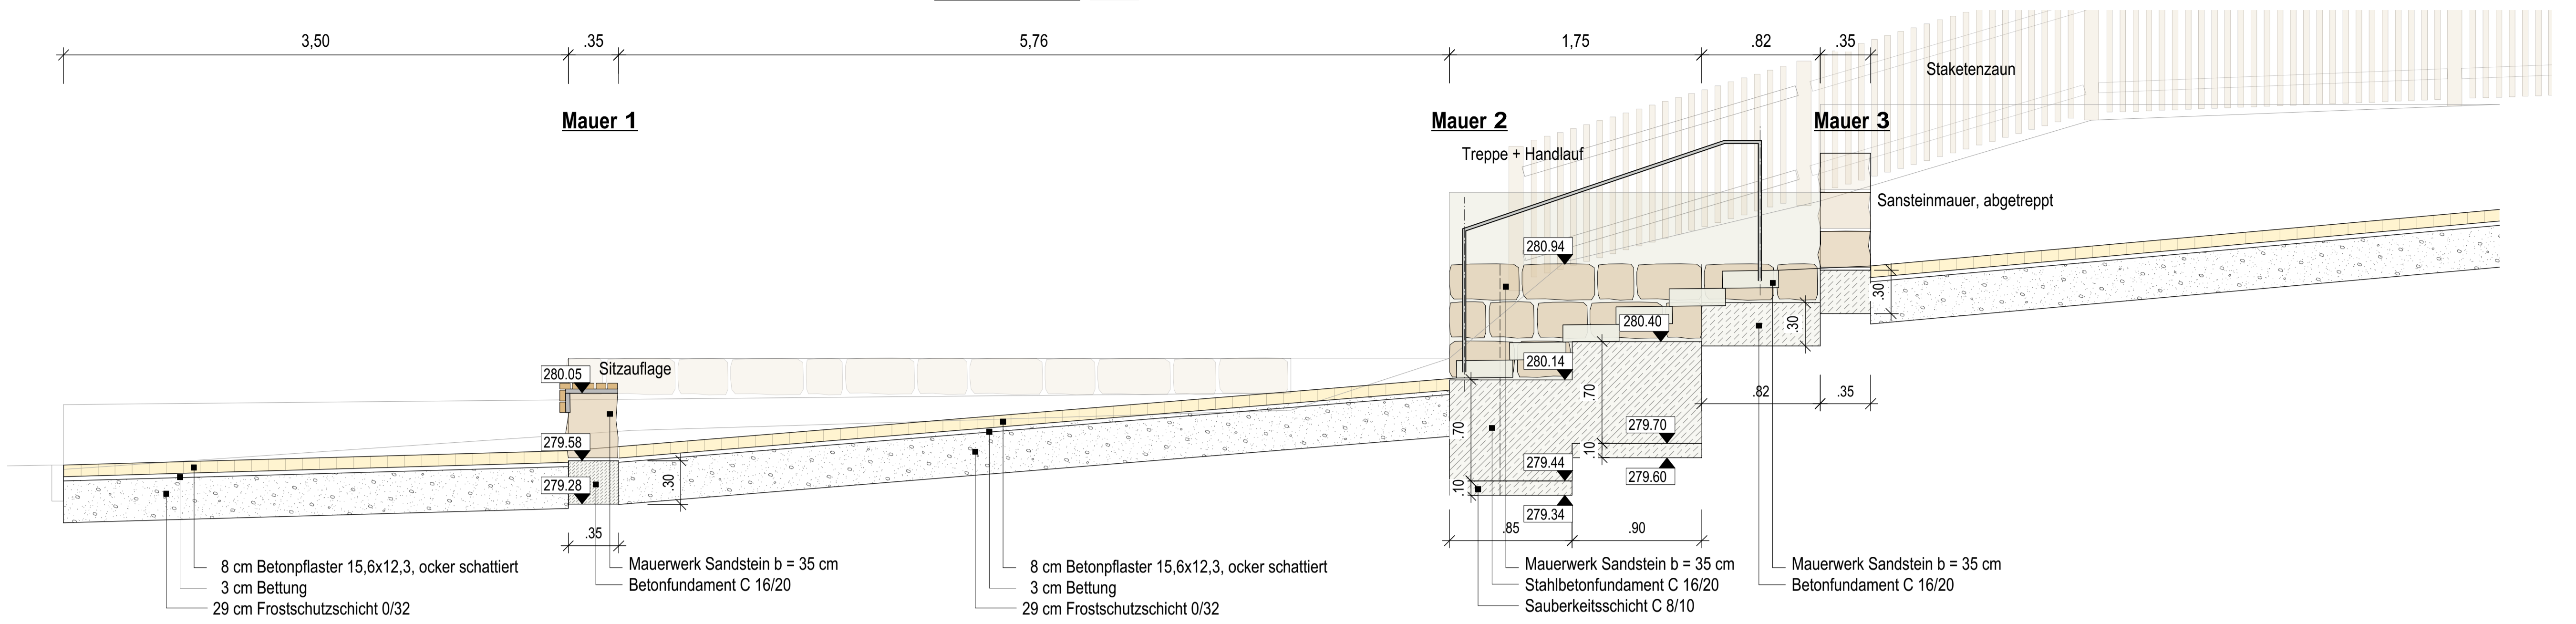 3,50
.35
5,76
1,75
.82
.35
Staketenzaun
Mauer 1
Mauer 2
Mauer 3
Treppe + Handlauf
Sansteinmauer, abgetreppt
280.94
.30
280.40
.30
280.14
Sitzauflage
280.05
.70
.82
.35
279.58
.70
279.70
.10
279.44
279.60
279.28
.30
.10
279.34
.35
.85
.90
8 cm Betonpflaster 15,6x12,3, ocker schattiert
3 cm Bettung
29 cm Frostschutzschicht 0/32
Mauerwerk Sandstein b = 35 cm
Betonfundament C 16/20
8 cm Betonpflaster 15,6x12,3, ocker schattiert
3 cm Bettung
29 cm Frostschutzschicht 0/32
Mauerwerk Sandstein b = 35 cm
Stahlbetonfundament C 16/20
Sauberkeitsschicht C 8/10
Mauerwerk Sandstein b = 35 cm
Betonfundament C 16/20